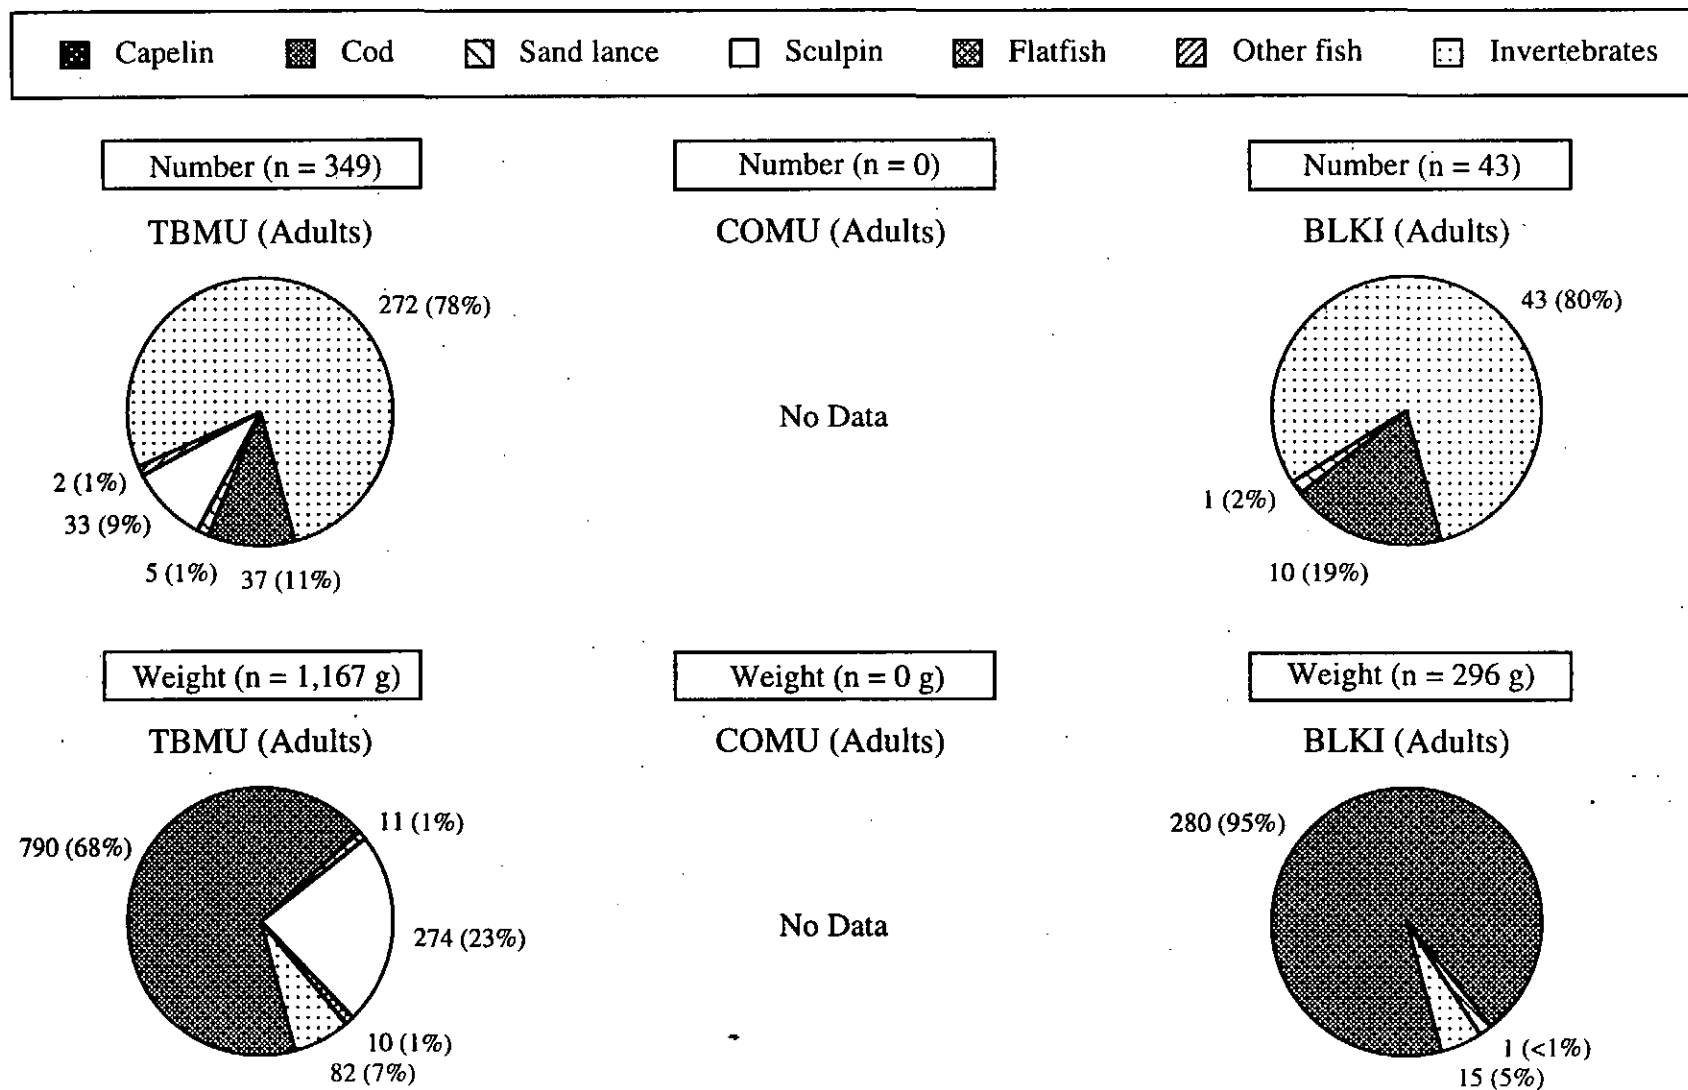 Capelin Cod Sand lance Sculpin Flatfish Other fish Invertebrates
Number (n = 349) Number (n = 0) Number (n = 43)
TBMU (Adults) COMU (Adults) BLKI (Adults)
272 (78%) 43 (80%)
No Data
2 (1%) 1 (2%)
33 (9%)
5 (1%) 37 (11%) 10 (19%)
Weight (n = 1,167 g) Weight (n = 0 g) Weight (n = 296 g)
TBMU (Adults) COMU (Adults) BLKI (Adults)
790 (68%) 11 (1%) 280 (95%)
274 (23%) No Data
10 (1%) 1 (<1%)
82 (7%) 15 (5%)